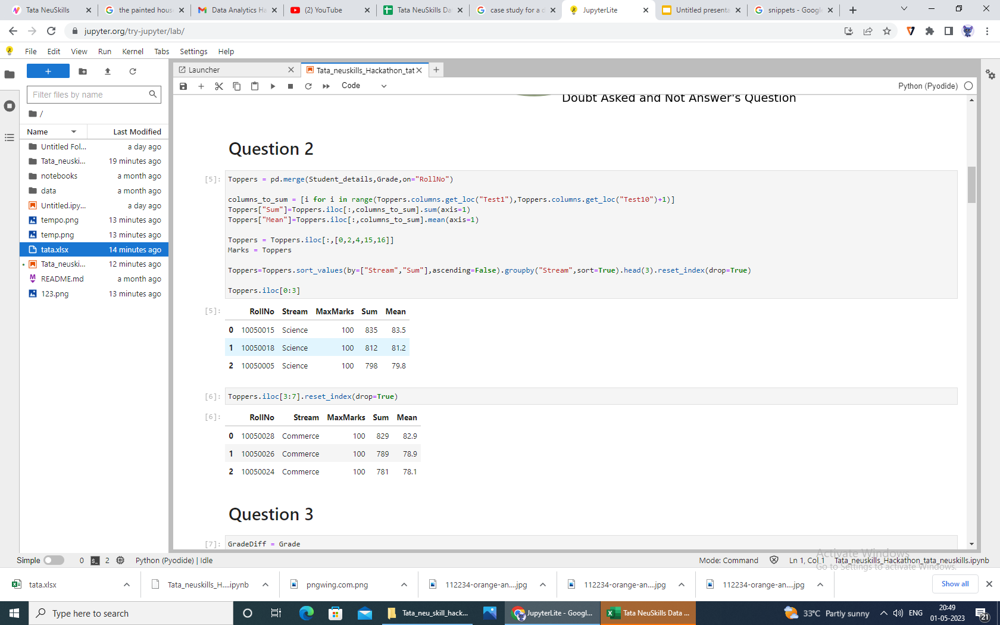 Tata NeuSkills
the painted hous
Data Analytics Ha
(2) YouTube
Tata NeuSkills Da
case study for a c
JupyterLite
Untitled presenta
snippets - Google
jupyter.org/try-jupyter/lab/
File Edit View Run Kernel Tabs Settings Help
Filter files by name
/
Name Last Modified
Untitled Fol... a day ago
Tata_neuski... 19 minutes ago
notebooks a month ago
data a month ago
Untitled.ipy... a day ago
tempo.png 13 minutes ago
temp.png 13 minutes ago
tata.xlsx 14 minutes ago
Tata_neuski... 12 minutes ago
README.md a month ago
123.png 13 minutes ago
Launcher
Tata_neuskills_Hackathon_tat
Code
Python (Pyodide)
Doubt Asked and Not Answer's Question
Question 2
[5]: Toppers = pd.merge(Student_details,Grade,on="RollNo")
columns_to_sum = [i for i in range(Toppers.columns.get_loc("Test1"),Toppers.columns.get_loc("Test10")+1)]
Toppers["Sum"]=Toppers.iloc[:,columns_to_sum].sum(axis=1)
Toppers["Mean"]=Toppers.iloc[:,columns_to_sum].mean(axis=1)
Toppers = Toppers.iloc[:,[0,2,4,15,16]]
Marks = Toppers
Toppers=Toppers.sort_values(by=["Stream","Sum"],ascending=False).groupby("Stream",sort=True).head(3).reset_index(drop=True)
Toppers.iloc[0:3]
[5]: RollNo Stream MaxMarks Sum Mean
0 10050015 Science 100 835 83.5
1 10050018 Science 100 812 81.2
2 10050005 Science 100 798 79.8
[6]: Toppers.iloc[3:7].reset_index(drop=True)
[6]: RollNo Stream MaxMarks Sum Mean
0 10050028 Commerce 100 829 82.9
1 10050026 Commerce 100 789 78.9
2 10050024 Commerce 100 781 78.1
Question 3
[7]: GradeDiff = Grade
Activate Windows
Go to Settings to activate Windows.
Simple 0 2 Python (Pyodide) | Idle
Mode: Command Ln 1, Col 1 Tata_neuskills_Hackathon_tata_neuskills.ipynb
tata.xlsx
Tata_neuskills_H....ipynb
pngwing.com.png
112234-orange-an....jpg
112234-orange-an....jpg
112234-orange-an....jpg
Show all
Type here to search
Tata_neu_skill_hack...
JupyterLite - Googl...
Tata NeuSkills Data ...
33°C Partly sunny
ENG
20:49
01-05-2023
21